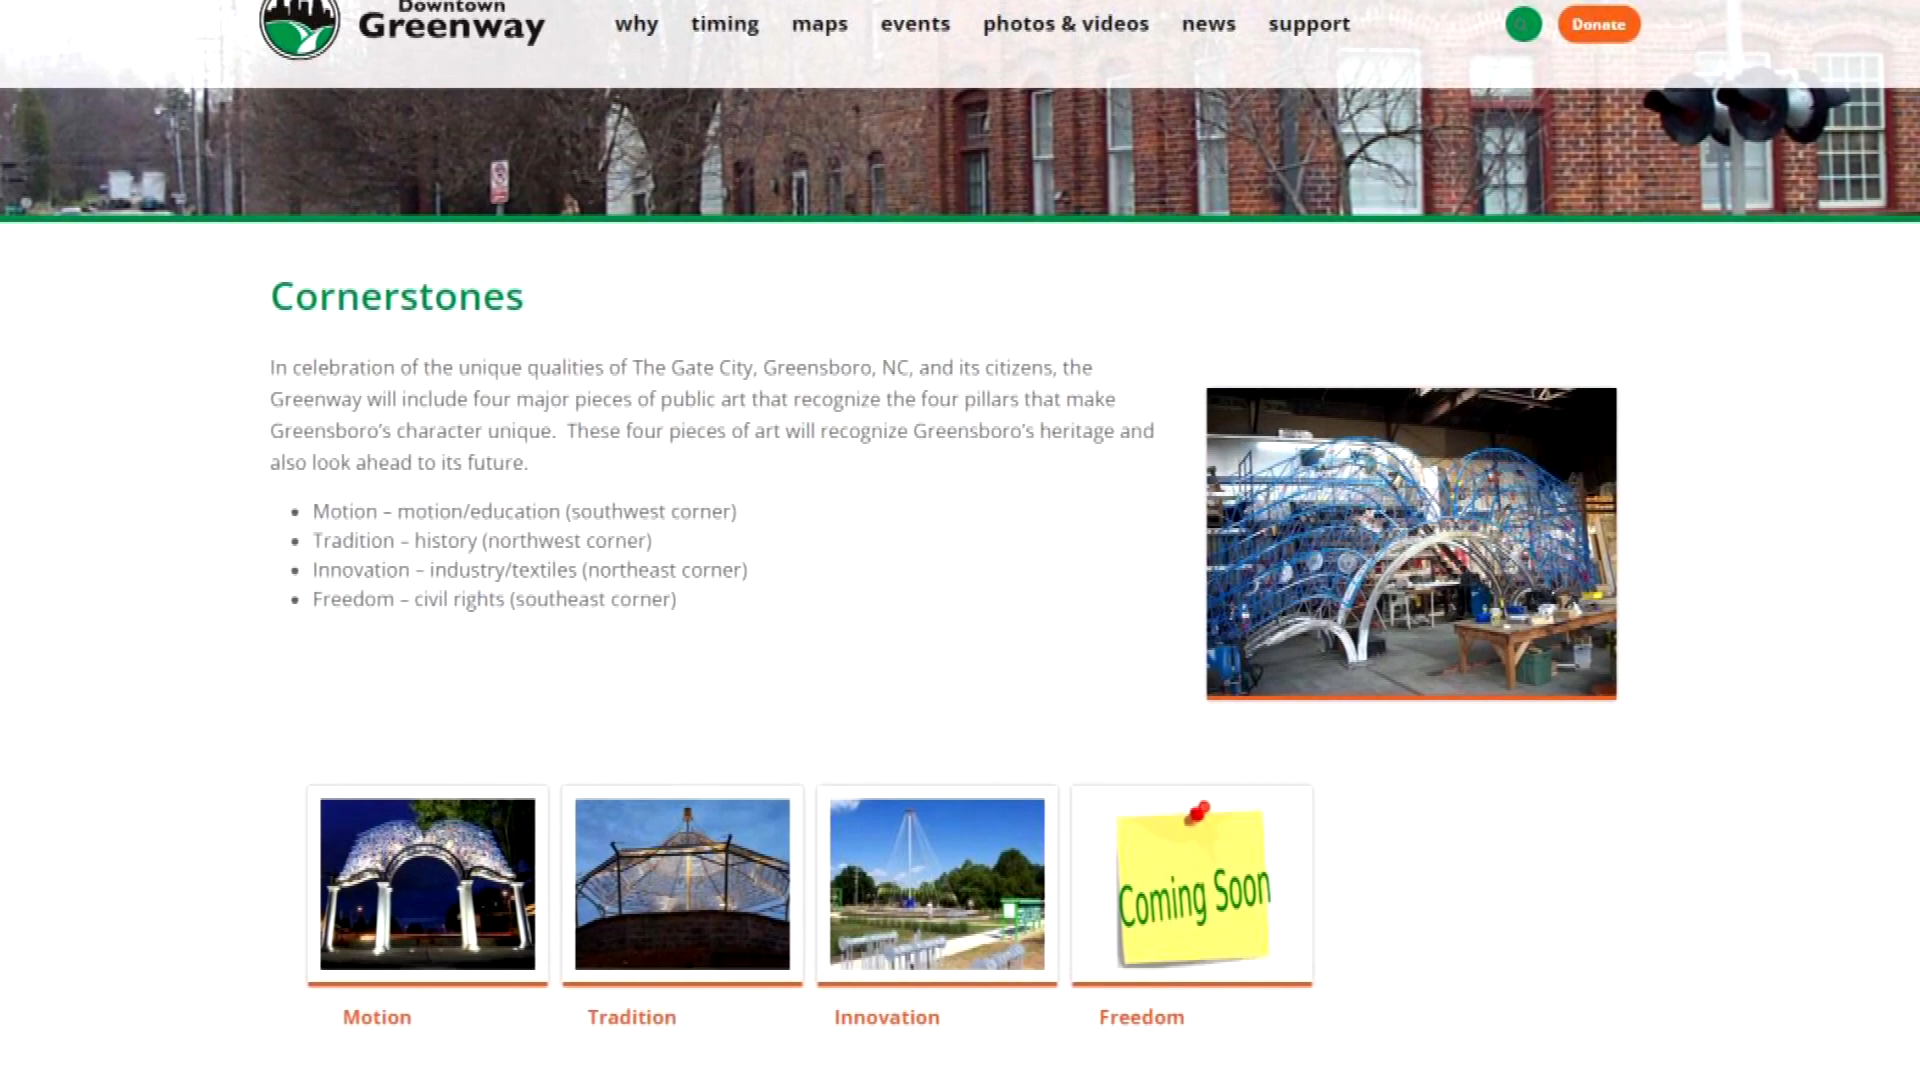 Downtown
Greenway
why timing maps events photos & videos news support
Donate
Cornerstones
In celebration of the unique qualities of The Gate City, Greensboro, NC, and its citizens, the
Greenway will include four major pieces of public art that recognize the four pillars that make
Greensboro's character unique. These four pieces of art will recognize Greensboro's heritage and
also look ahead to its future.
• Motion – motion/education (southwest corner)
• Tradition – history (northwest corner)
• Innovation – industry/textiles (northeast corner)
• Freedom – civil rights (southeast corner)
Coming Soon
Motion Tradition Innovation Freedom